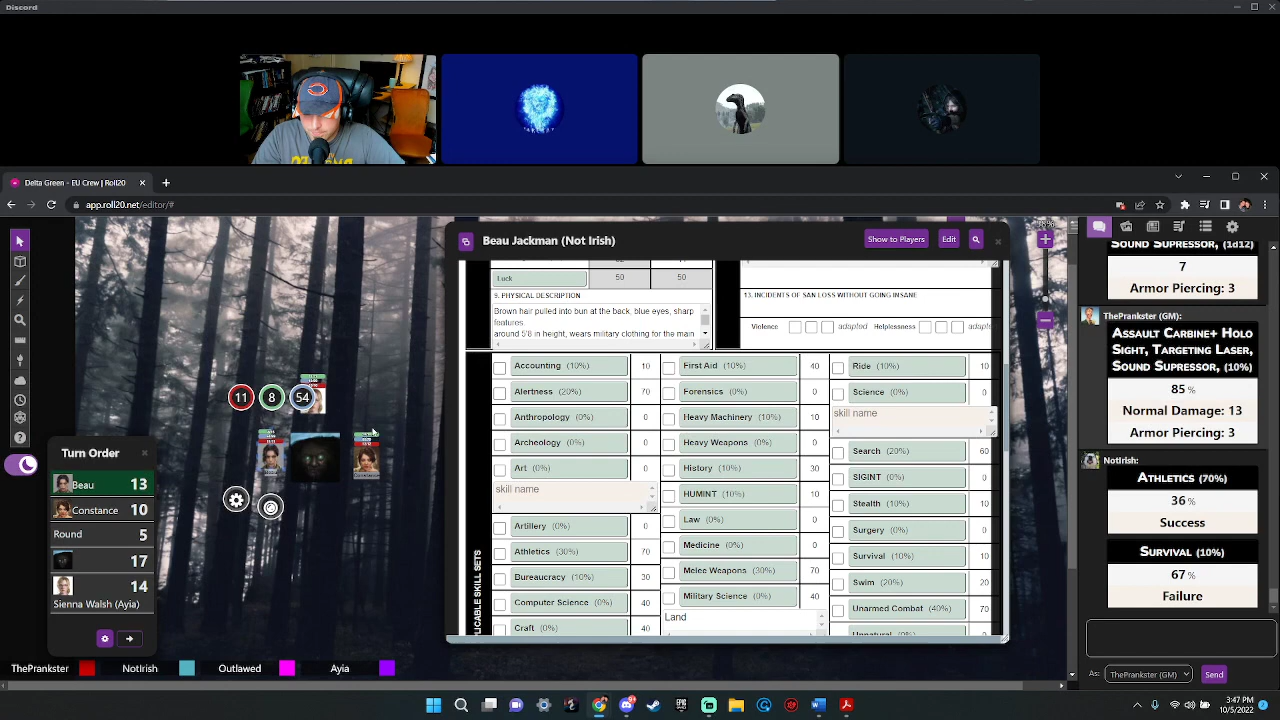 Discord
Delta Green - EU Crew | Roll20
app.roll20.net/editor/#
Beau Jackman (Not Irish)
Show to Players
Edit
Luck
50
50
9. PHYSICAL DESCRIPTION
Brown hair pulled into bun at the back, blue eyes, sharp
features.
around 5'8 in height, wears military clothing for the main
13. INCIDENTS OF SAN LOSS WITHOUT GOING INSANE
Violence
adapted
Helplessness
Accounting (10%) 10
Alertness (20%) 70
Anthropology (0%) 0
Archeology (0%) 0
Art (0%) 0
skill name
Artillery (0%) 0
Athletics (30%) 70
Bureaucracy (10%) 30
Computer Science (0%) 40
Craft (0%) 40
First Aid (10%) 40
Forensics (0%) 0
Heavy Machinery (10%) 10
Heavy Weapons (0%) 0
History (10%) 30
HUMINT (10%) 10
Law (0%) 0
Medicine (0%) 0
Melee Weapons (30%) 70
Military Science (0%) 40
Land
Ride (10%) 10
Science (0%) 0
skill name
Search (20%) 60
SIGINT (0%) 0
Stealth (10%) 10
Surgery (0%) 0
Survival (10%) 10
Swim (20%) 20
Unarmed Combat (40%) 70
11
8
54
Turn Order
Beau 13
Constance 10
Round 5
17
Sienna Walsh (Ayia) 14
ThePrankster
NotIrish
Outlawed
Ayia
Sound Supressor (1d12)
7
Armor Piercing: 3
ThePrankster (GM):
Assault Carbine+ Holo
Sight, Targeting Laser,
Sound Supressor, (10%)
85 %
Normal Damage: 13
Armor Piercing: 3
NotIrish:
Athletics (70%)
36 %
Success
Survival (10%)
67 %
Failure
As:
ThePrankster (GM)
Send
3:47 PM
10/5/2022